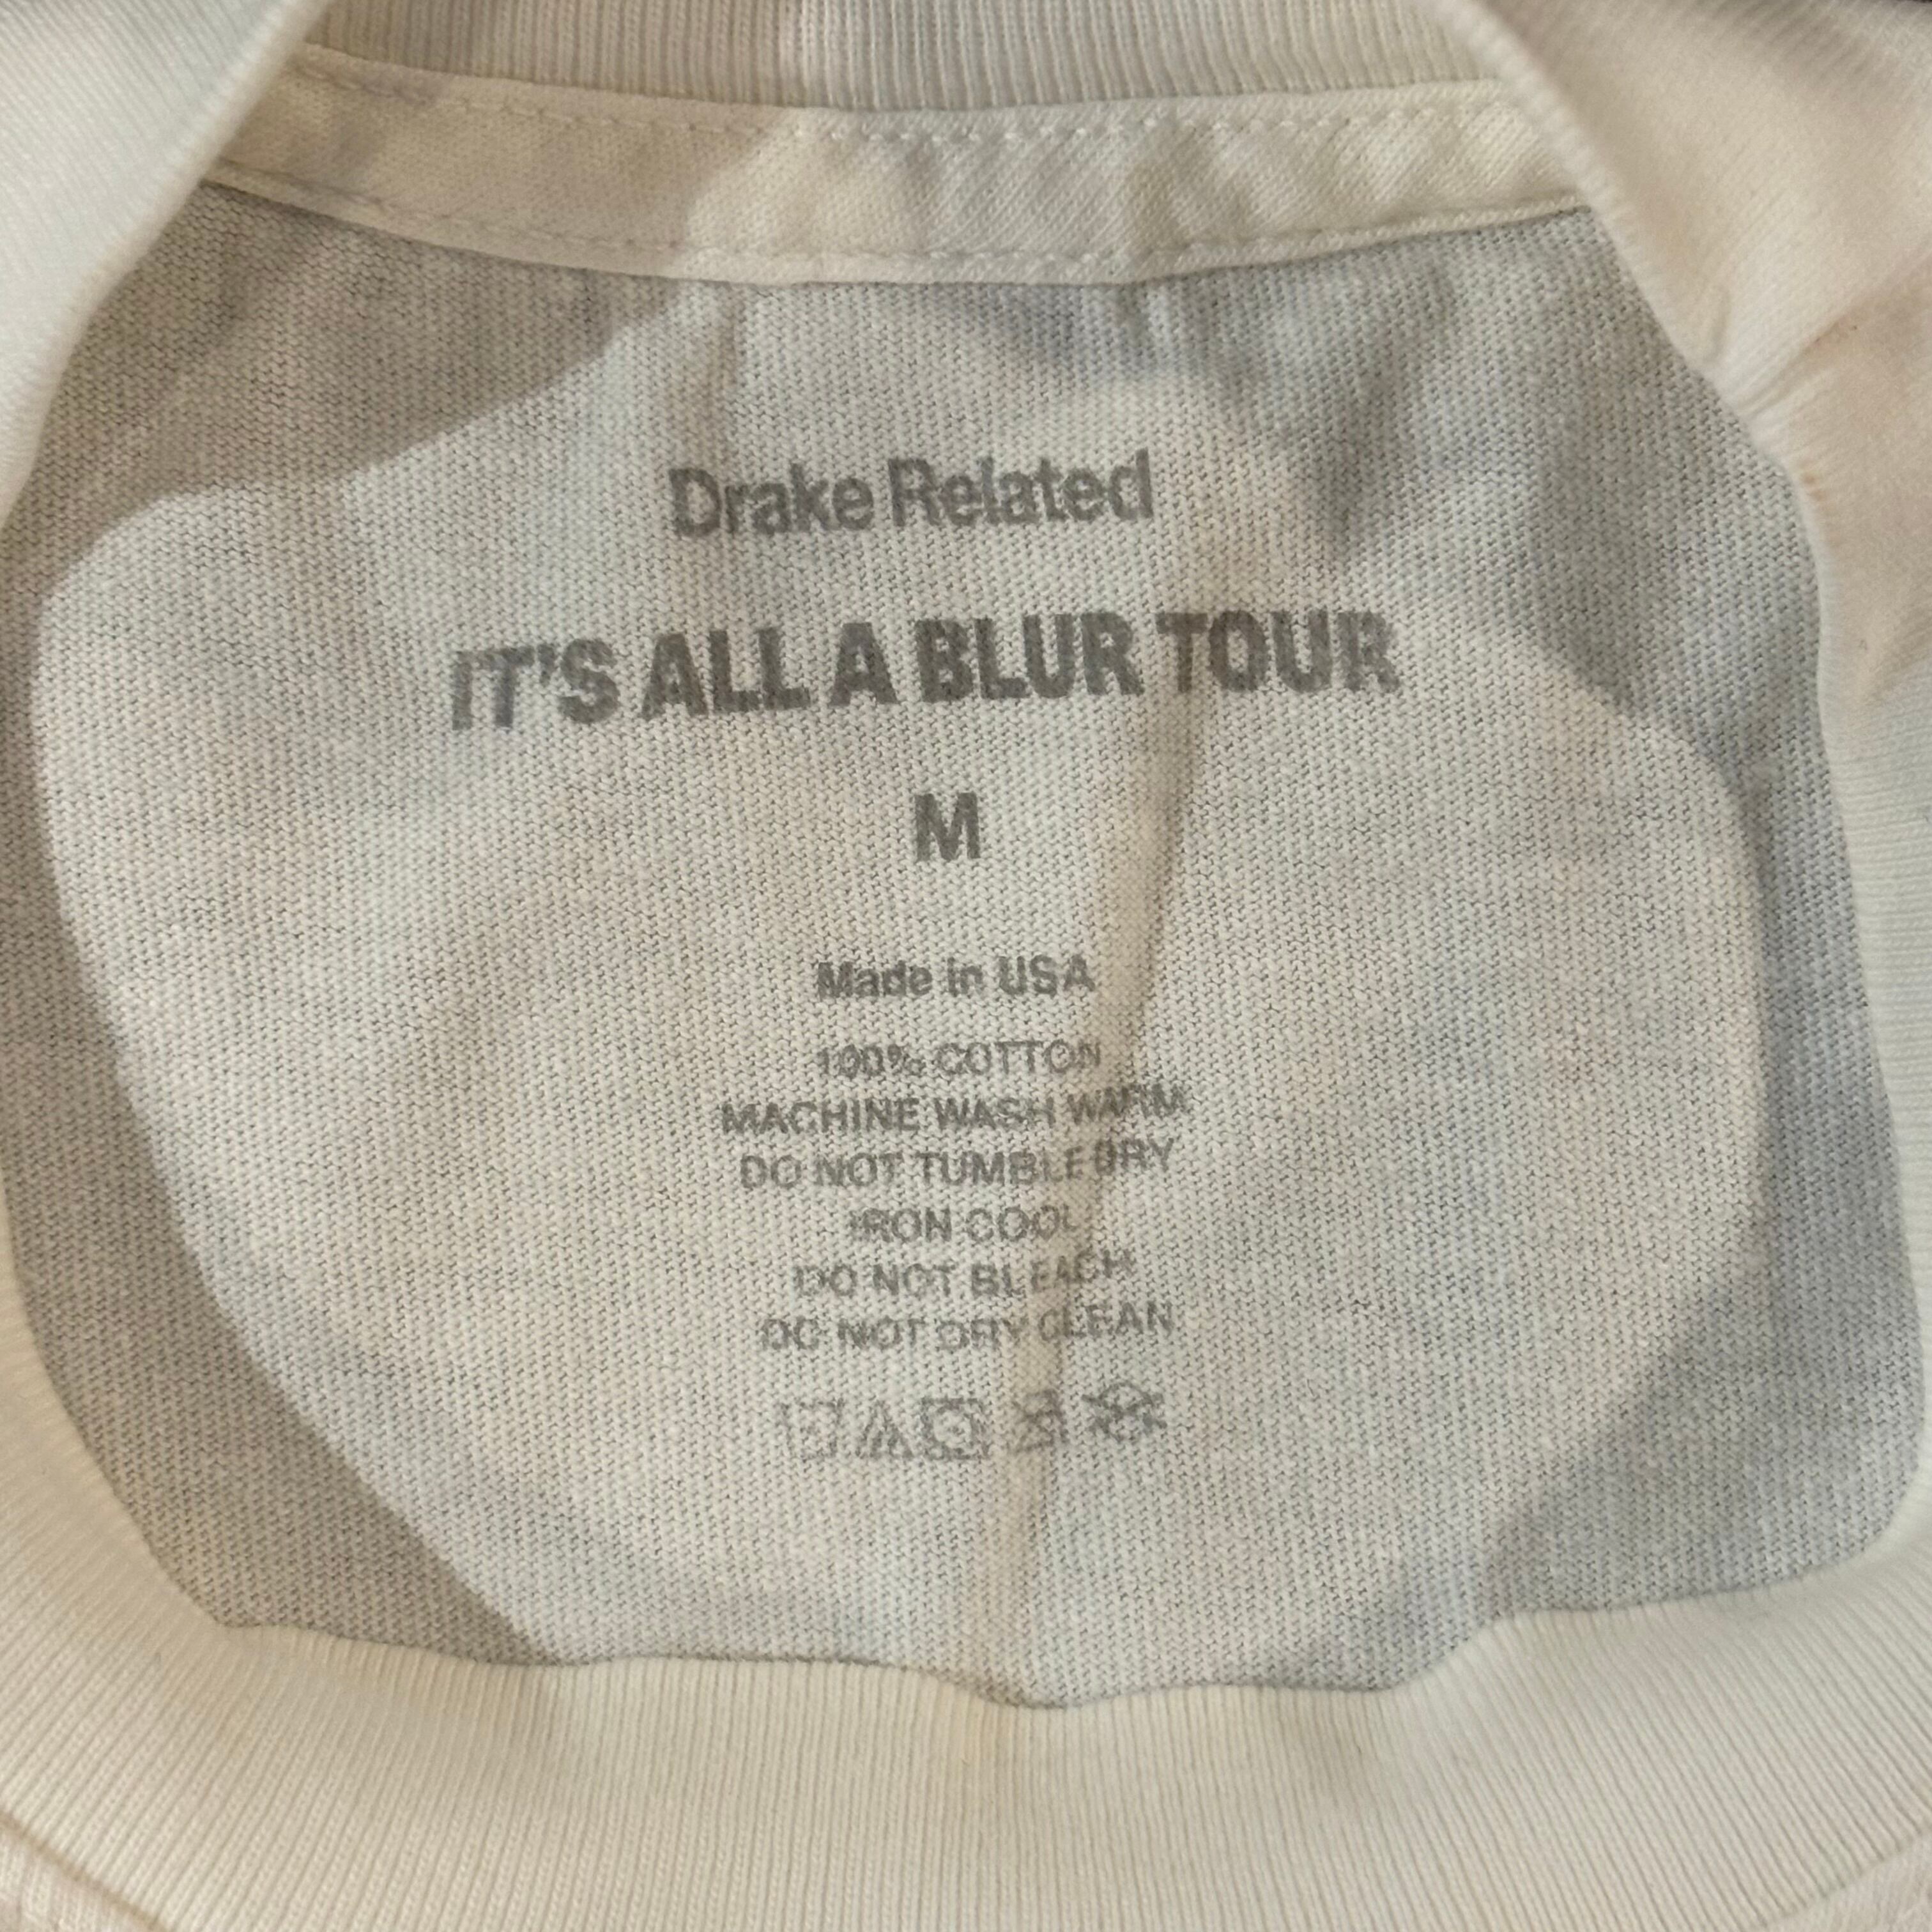 Drake Related
IT'S ALL A BLUR TOUR
M
Made in USA
100% COTTON
MACHINE WASH WARM
DO NOT TUMBLE DRY
IRON COOL
DO NOT BLEACH
DO NOT DRY CLEAN